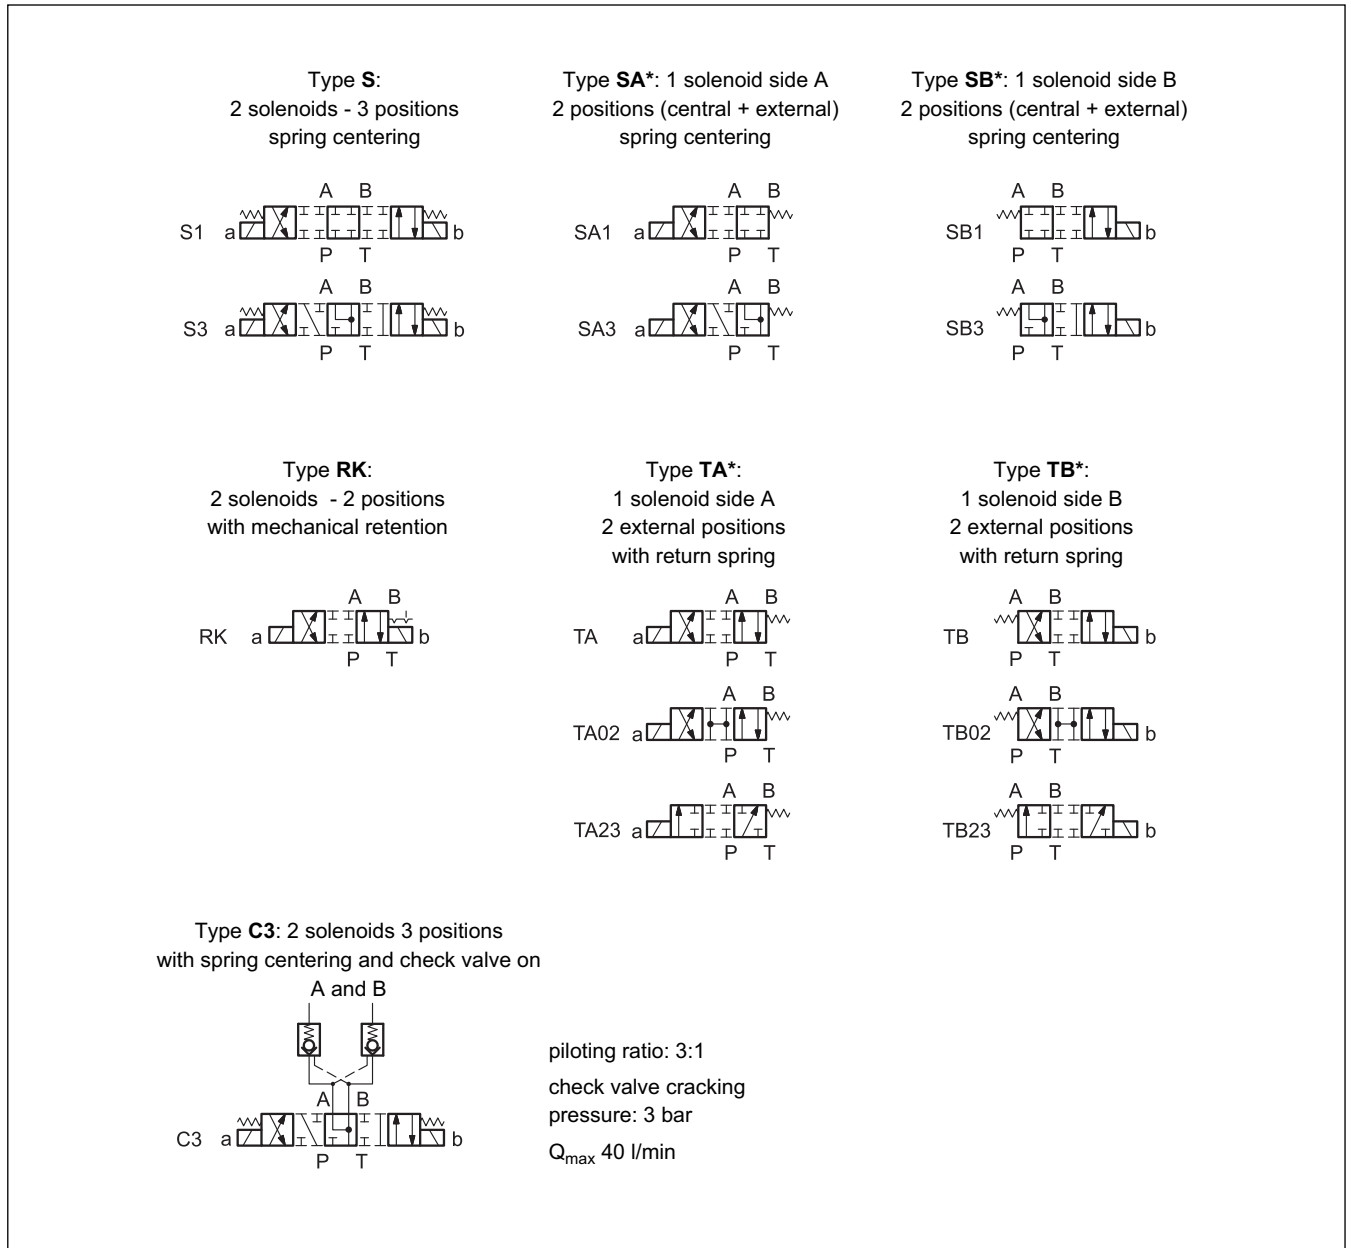 Type S:
2 solenoids - 3 positions
spring centering
A B
S1 a b
P T
A B
S3 a b
P T
Type SA*: 1 solenoid side A
2 positions (central + external)
spring centering
A B
SA1 a
P T
A B
SA3 a
P T
Type SB*: 1 solenoid side B
2 positions (central + external)
spring centering
A B
SB1 b
P T
A B
SB3 b
P T
Type RK:
2 solenoids - 2 positions
with mechanical retention
A B
RK a b
P T
Type TA*:
1 solenoid side A
2 external positions
with return spring
A B
TA a
P T
A B
TA02 a
P T
A B
TA23 a
P T
Type TB*:
1 solenoid side B
2 external positions
with return spring
A B
TB b
P T
A B
TB02 b
P T
A B
TB23 b
P T
Type C3: 2 solenoids 3 positions
with spring centering and check valve on
A and B
A B
C3 a b
P T
piloting ratio: 3:1
check valve cracking
pressure: 3 bar
Qmax 40 l/min